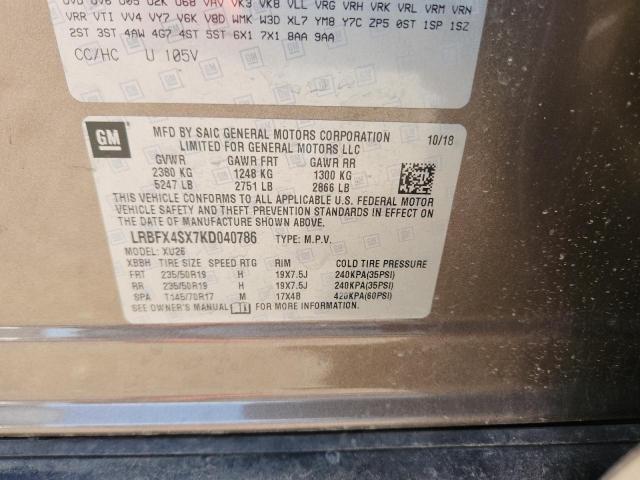 VRR VTI VV4 VY7 V6K V8D WMK W3D XL7 YM8 Y7C ZP5 0ST 1SP 1SZ
2ST 3ST 4AW 4G7 4ST 5ST 6X1 7X1 8AA 9AA
CC/HC U 105V
GM
MFD BY SAIC GENERAL MOTORS CORPORATION 10/18
LIMITED FOR GENERAL MOTORS LLC
GVWR GAWR FRT GAWR RR
2380 KG 1248 KG 1300 KG
5247 LB 2751 LB 2866 LB
THIS VEHICLE CONFORMS TO ALL APPLICABLE U.S. FEDERAL MOTOR
VEHICLE SAFETY AND THEFT PREVENTION STANDARDS IN EFFECT ON THE
DATE OF MANUFACTURE SHOWN ABOVE.
LRBFX4SX7KD040786 TYPE: M.P.V.
MODEL: XU26
XBBH TIRE SIZE SPEED RTG RIM COLD TIRE PRESSURE
FRT 235/50R19 H 19X7.5J 240KPA(35PSI)
RR 235/50R19 H 19X7.5J 240KPA(35PSI)
SPA T145/70R17 M 17X4B 420KPA(60PSI)
SEE OWNER'S MANUAL FOR MORE INFORMATION